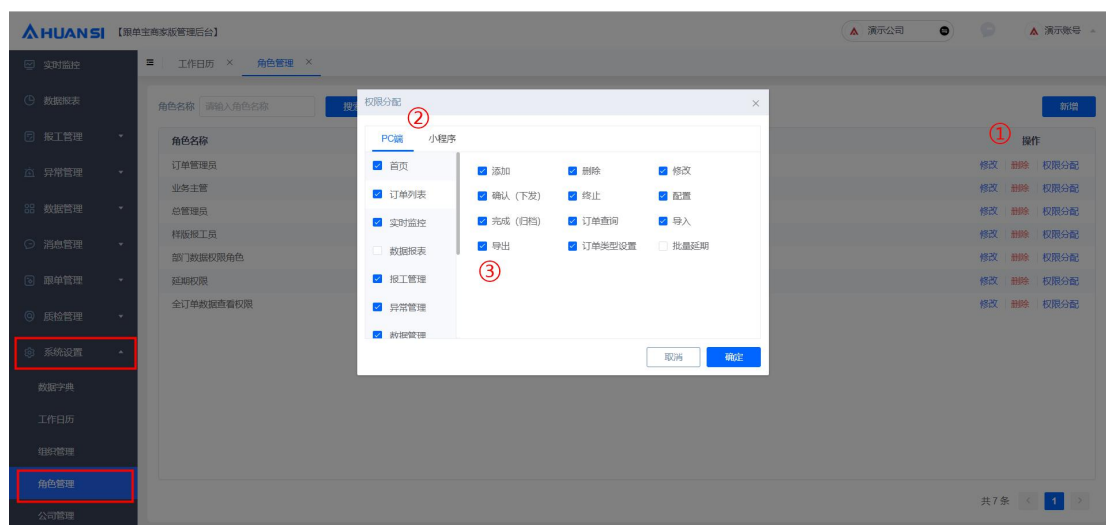 AHUANSI 【跟单宝商家版管理后台】 演示公司 演示账号
实时监控
工作日历 × 角色管理 ×
数据报表
报工管理
异常管理
数据管理
消息管理
跟单管理
质检管理
系统设置
数据字典
工作日历
组织管理
角色管理
公司管理
角色名称 请输入角色名称 新增
角色名称 ① 操作
订单管理员 修改 删除 权限分配
业务主管 修改 删除 权限分配
总管理员 修改 删除 权限分配
样版报工员 修改 删除 权限分配
部门数据权限角色 修改 删除 权限分配
延期权限 修改 删除 权限分配
全订单数据查看权限 修改 删除 权限分配
权限分配 ×
②
PC端 小程序
首页
订单列表
实时监控
数据报表
报工管理
异常管理
数据管理
添加 删除 修改
确认（下发） 终止 配置
完成（归档） 订单查询 导入
导出 订单类型设置 批量延期
③
取消 确定
共7条 < 1 >